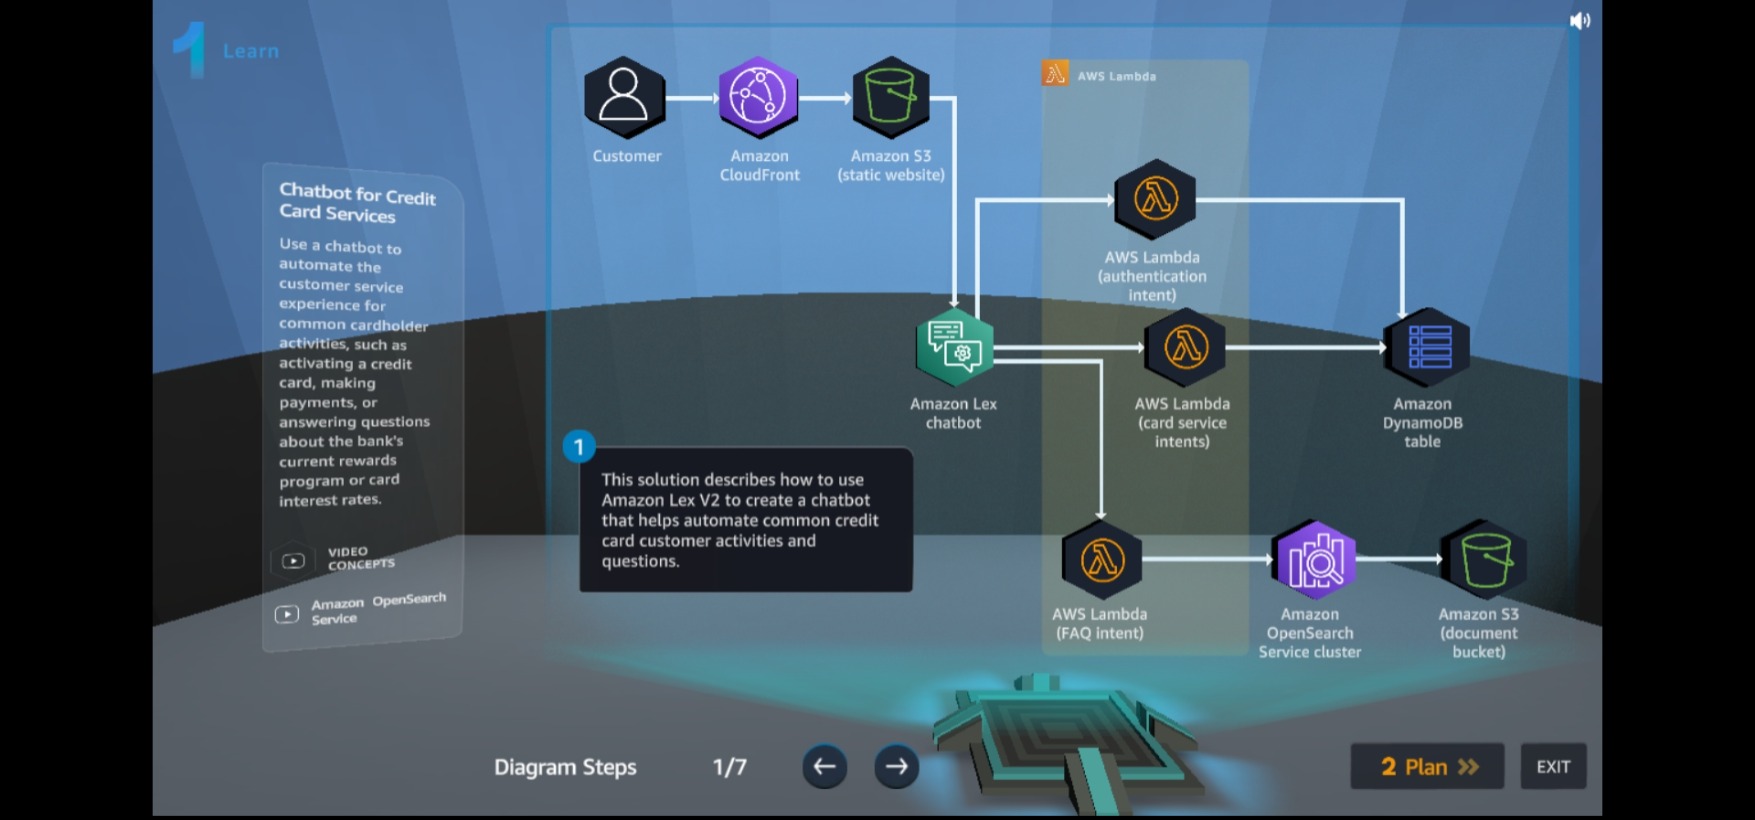 1 Learn
AWS Lambda
Customer
Amazon
CloudFront
Amazon S3
(static website)
Chatbot for Credit
Card Services
Use a chatbot to
automate the
customer service
experience for
common cardholder
activities, such as
activating a credit
card, making
payments, or
answering questions
about the bank's
current rewards
program or card
interest rates.
VIDEO
CONCEPTS
Amazon OpenSearch
Service
AWS Lambda
(authentication
intent)
Amazon Lex
chatbot
AWS Lambda
(card service
intents)
Amazon
DynamoDB
table
1
This solution describes how to use
Amazon Lex V2 to create a chatbot
that helps automate common credit
card customer activities and
questions.
AWS Lambda
(FAQ intent)
Amazon
OpenSearch
Service cluster
Amazon S3
(document
bucket)
Diagram Steps 1/7
2 Plan
EXIT